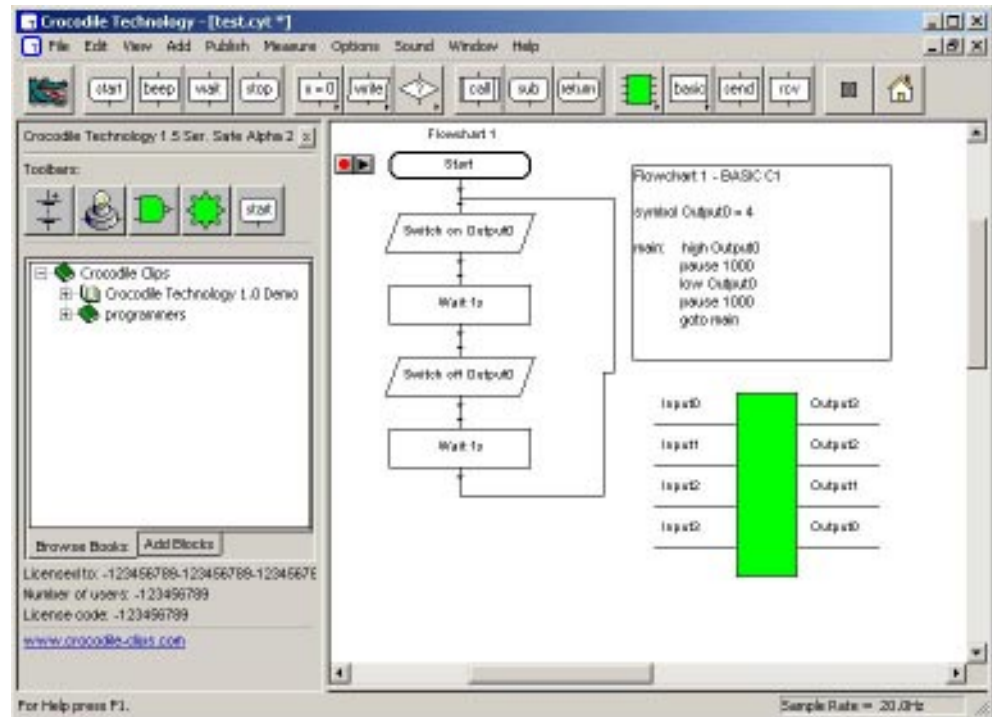 Crocodile Technology - [test.cyt *]
File Edit View Add Publish Measure Options Sound Window Help
start beep wait stop s = 0 write ? call sub return basic send rcv
Crocodile Technology 1.5 Ser. Sate Alpha 2
Toolbars:
start
Crocodile Clips
Crocodile Technology 1.0 Demo
programmers
Browse Books Add Blocks
Licensed to: -123456789-123456789-1234567E
Number of users: -123456789
License code: -123456789
www.crocodile-clips.com
Flowchart 1
Start
Switch on Output0
Wait 1s
Switch off Output0
Wait 1s
Flowchart 1 - BASIC C1
symbol Output0 = 4
main: high Output0
pause 1000
low Output0
pause 1000
goto main
Input0
Input1
Input2
Output2
Output1
Output0
For Help press F1.
Sample Rate = 20.0Hz